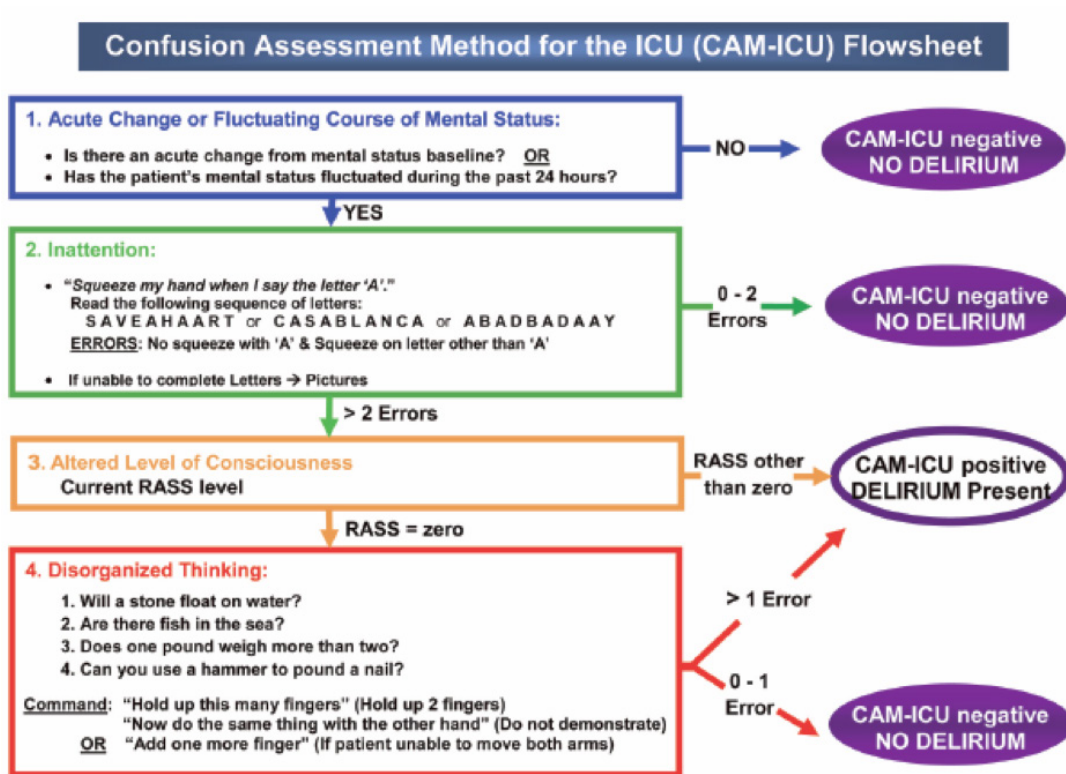 Confusion Assessment Method for the ICU (CAM-ICU) Flowsheet
1. Acute Change or Fluctuating Course of Mental Status:
• Is there an acute change from mental status baseline? OR
• Has the patient's mental status fluctuated during the past 24 hours?
NO
CAM-ICU negative
NO DELIRIUM
YES
2. Inattention:
• "Squeeze my hand when I say the letter 'A'."
Read the following sequence of letters:
S A V E A H A A R T or C A S A B L A N C A or A B A D B A D A A Y
ERRORS: No squeeze with 'A' & Squeeze on letter other than 'A'
• If unable to complete Letters → Pictures
0 - 2
Errors
CAM-ICU negative
NO DELIRIUM
> 2 Errors
3. Altered Level of Consciousness
Current RASS level
RASS other
than zero
CAM-ICU positive
DELIRIUM Present
RASS = zero
4. Disorganized Thinking:
1. Will a stone float on water?
2. Are there fish in the sea?
3. Does one pound weigh more than two?
4. Can you use a hammer to pound a nail?
Command: "Hold up this many fingers" (Hold up 2 fingers)
"Now do the same thing with the other hand" (Do not demonstrate)
OR "Add one more finger" (If patient unable to move both arms)
> 1 Error
0 - 1
Error
CAM-ICU negative
NO DELIRIUM